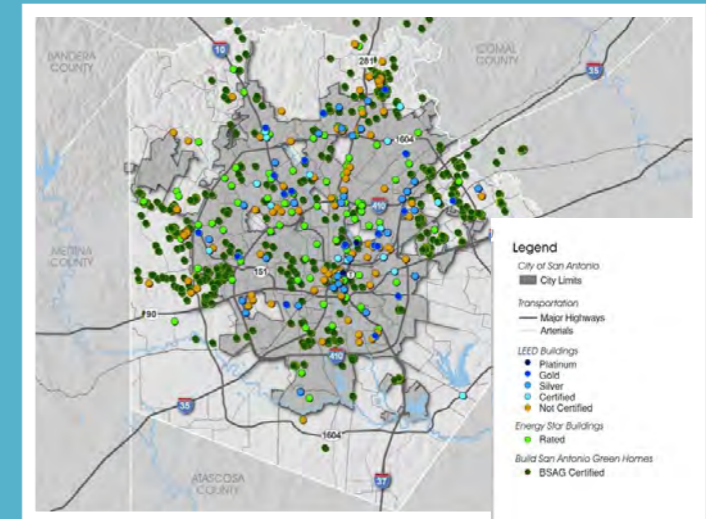 BANDERA
COUNTY
COMAL
COUNTY
10
281
35
1604
410
MEDINA
COUNTY
151
90
410
35
1604
ATASCOSA
COUNTY
37
Legend
City of San Antonio
City Limits
Transportation
Major Highways
Arterials
LEED Buildings
Platinum
Gold
Silver
Certified
Not Certified
Energy Star Buildings
Rated
Build San Antonio Green Homes
BSAG Certified